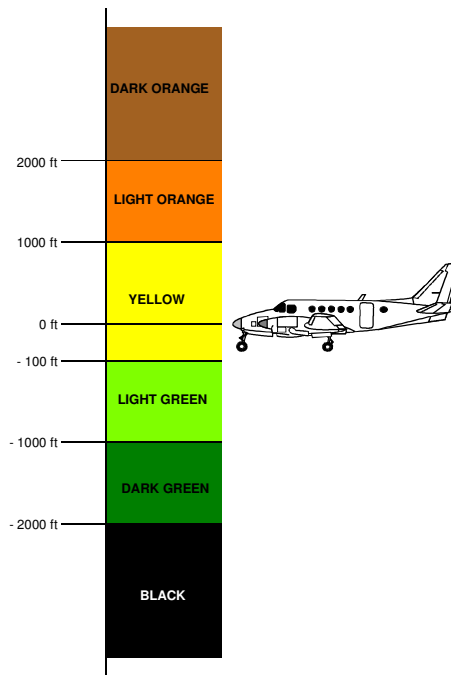 DARK ORANGE
2000 ft
LIGHT ORANGE
1000 ft
YELLOW
0 ft
- 100 ft
LIGHT GREEN
- 1000 ft
DARK GREEN
- 2000 ft
BLACK